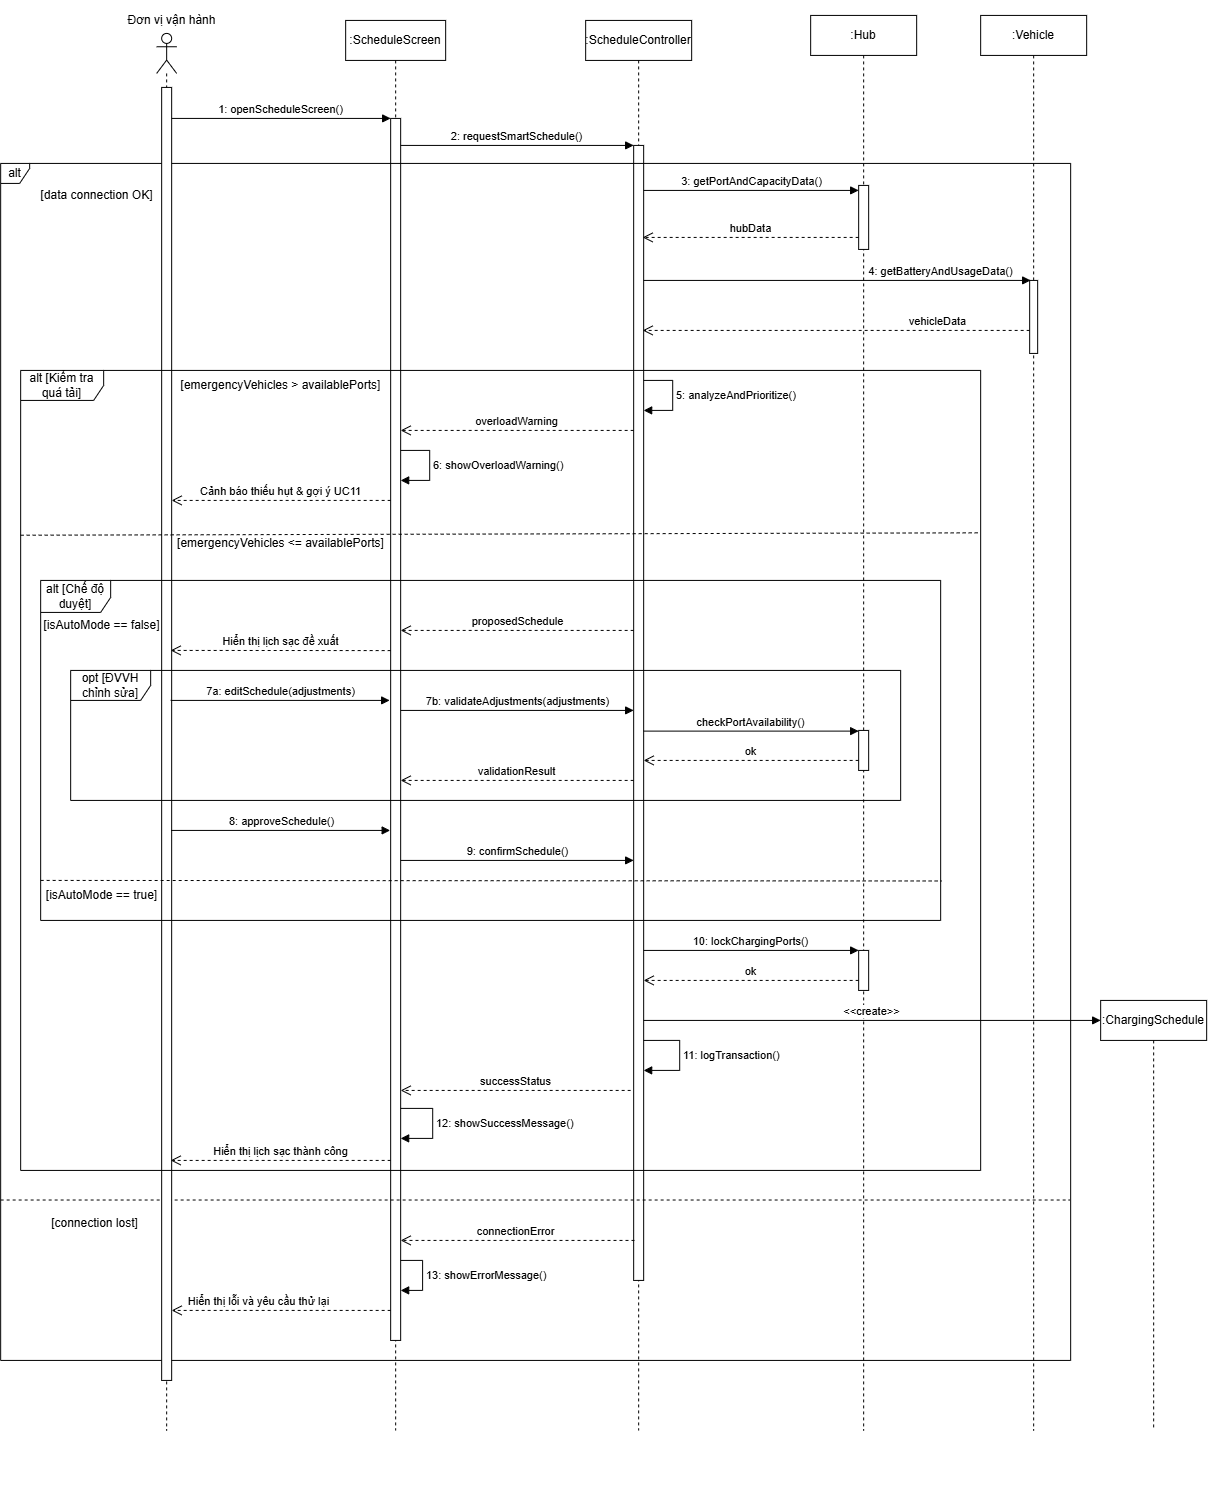 Đơn vị vận hành
:ScheduleScreen
:ScheduleController
:Hub
:Vehicle
1: openScheduleScreen()
2: requestSmartSchedule()
alt
[data connection OK]
3: getPortAndCapacityData()
hubData
4: getBatteryAndUsageData()
vehicleData
alt [Kiểm tra
quá tải]
[emergencyVehicles > availablePorts]
5: analyzeAndPrioritize()
overloadWarning
6: showOverloadWarning()
Cảnh báo thiếu hụt & gợi ý UC11
[emergencyVehicles <= availablePorts]
alt [Chế độ
duyệt]
[isAutoMode == false]
proposedSchedule
Hiển thị lịch sạc đề xuất
opt [ĐVVH
chỉnh sửa]
7a: editSchedule(adjustments)
7b: validateAdjustments(adjustments)
checkPortAvailability()
ok
validationResult
8: approveSchedule()
9: confirmSchedule()
[isAutoMode == true]
10: lockChargingPorts()
ok
<<create>>
:ChargingSchedule
11: logTransaction()
successStatus
12: showSuccessMessage()
Hiển thị lịch sạc thành công
[connection lost]
connectionError
13: showErrorMessage()
Hiển thị lỗi và yêu cầu thử lại